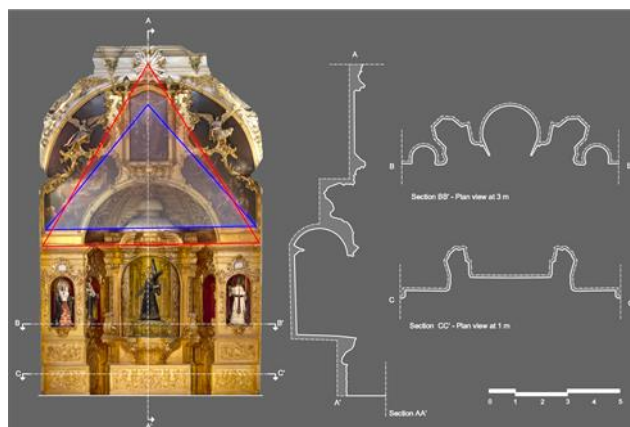 A
A
B
B
Section BB' - Plan view at 3 m
C
Section CC' - Plan view at 1 m
B
B'
C
C'
0 1 2 3 4 5
A'
A'
Section AA'